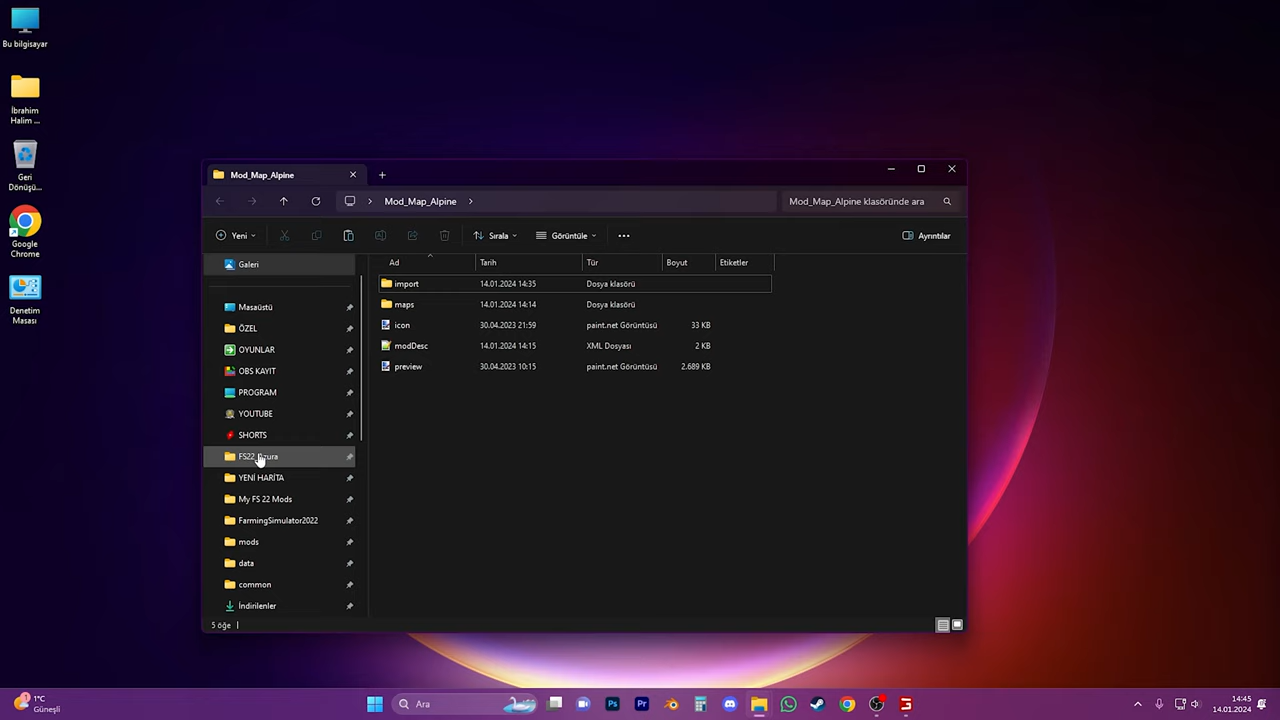 Bu bilgisayar
İbrahim
Halim ...
Geri
Dönüşü...
Google
Chrome
Denetim
Masası
Mod_Map_Alpine
Mod_Map_Alpine
Mod_Map_Alpine klasöründe ara
Yeni
Sırala
Görüntüle
Ayrıntılar
Galeri
Masaüstü
ÖZEL
OYUNLAR
OBS KAYIT
PROGRAM
YOUTUBE
SHORTS
YENİ HARİTA
My FS 22 Mods
FarmingSimulator2022
mods
data
common
İndirilenler
Ad Tarih Tür Boyut Etiketler
import 14.01.2024 14:35 Dosya klasörü
maps 14.01.2024 14:14 Dosya klasörü
icon 30.04.2023 21:59 paint.net Görüntüsü 33 KB
modDesc 14.01.2024 14:15 XML Dosyası 2 KB
preview 30.04.2023 10:15 paint.net Görüntüsü 2.689 KB
5 öğe
1°C
Güneşli
Ara
Ps
Pr
14:45
14.01.2024